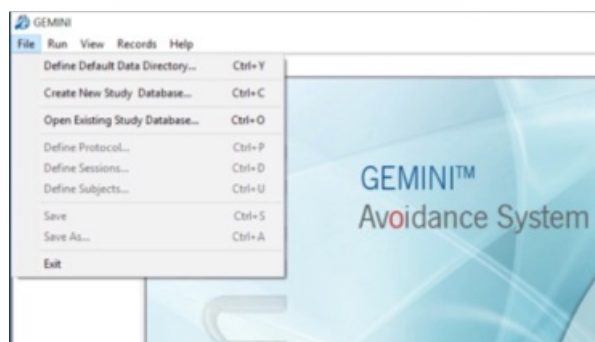 GEMINI
File Run View Records Help
Define Default Data Directory... Ctrl+Y
Create New Study Database... Ctrl+C
Open Existing Study Database... Ctrl+O
Define Protocol... Ctrl+P
Define Sessions... Ctrl+D
Define Subjects... Ctrl+U
Save Ctrl+S
Save As... Ctrl+A
Exit
GEMINI™
Avoidance System